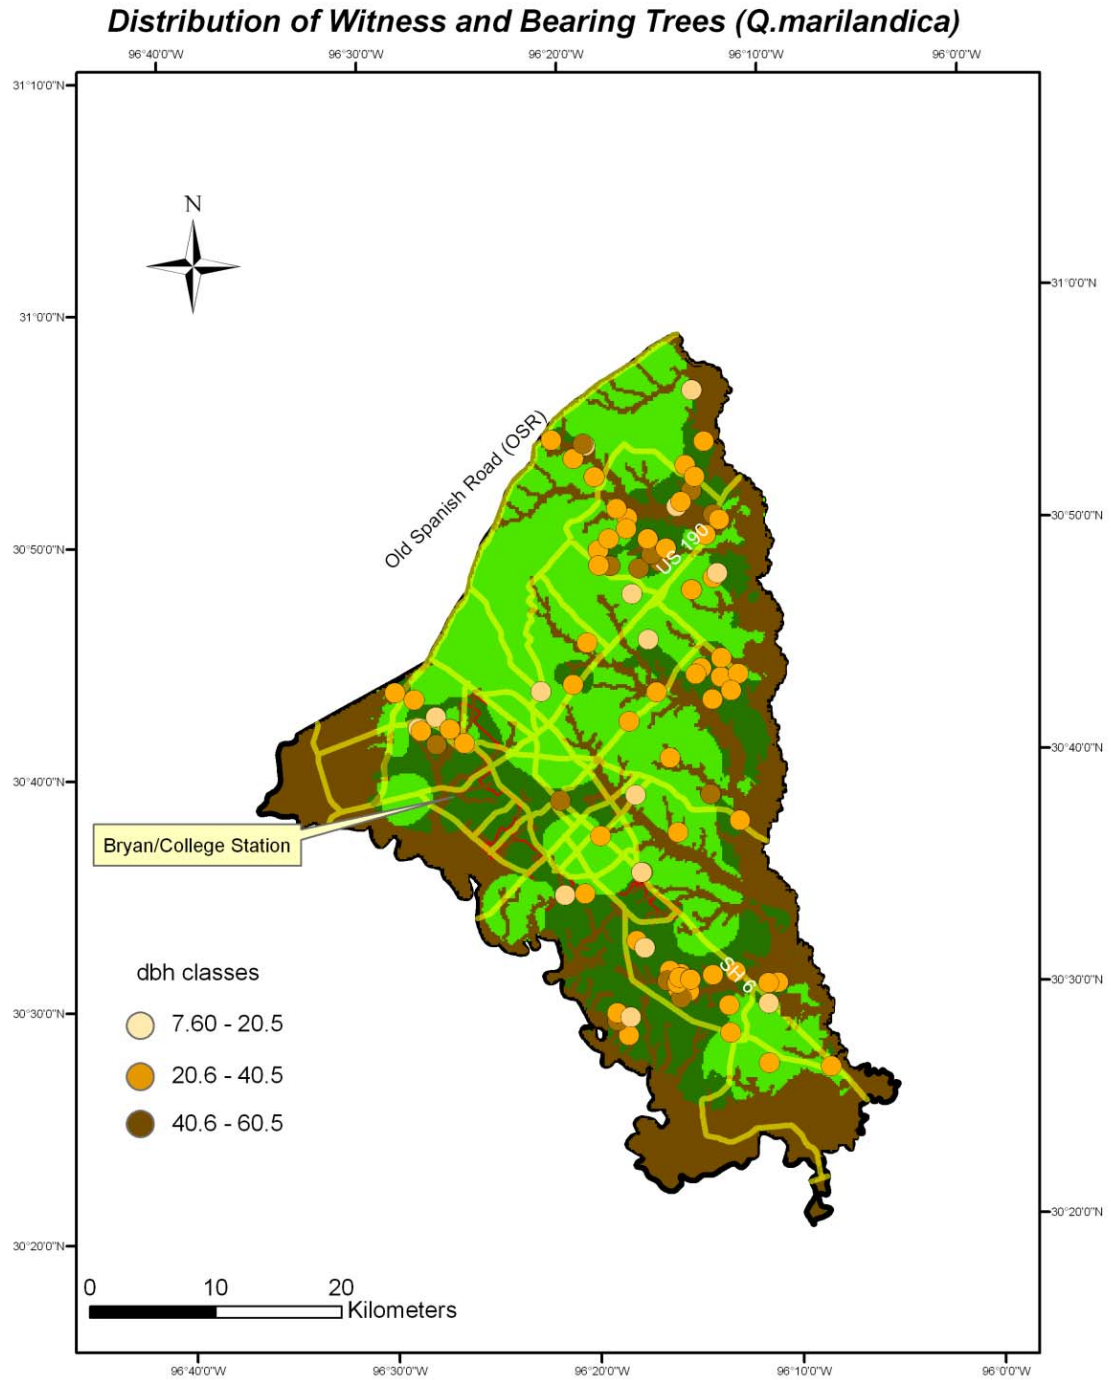 Distribution of Witness and Bearing Trees (Q.marilandica)
96°40'0"W 96°30'0"W 96°20'0"W 96°10'0"W 96°0'0"W
31°10'0"N
N
31°0'0"N
31°0'0"N
Old Spanish Road (OSR)
30°50'0"N
30°50'0"N
US 190
30°40'0"N
30°40'0"N
Bryan/College Station
SH 6
30°30'0"N
30°30'0"N
dbh classes
7.60 - 20.5
20.6 - 40.5
40.6 - 60.5
30°20'0"N
30°20'0"N
0 10 20
Kilometers
96°40'0"W 96°30'0"W 96°20'0"W 96°10'0"W 96°0'0"W